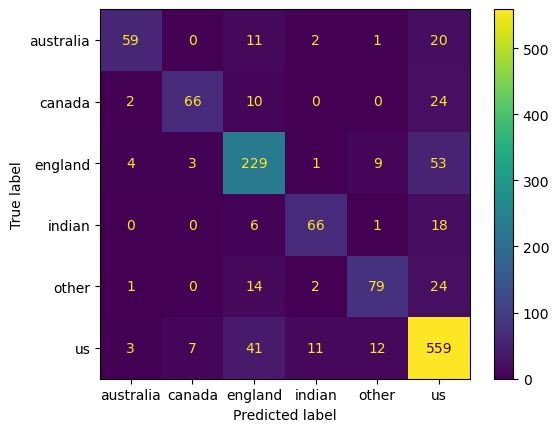 australia 59 0 11 2 1 20
canada 2 66 10 0 0 24
england 4 3 229 1 9 53
indian 0 0 6 66 1 18
other 1 0 14 2 79 24
us 3 7 41 11 12 559
australia canada england indian other us
Predicted label
True label
500
400
300
200
100
0